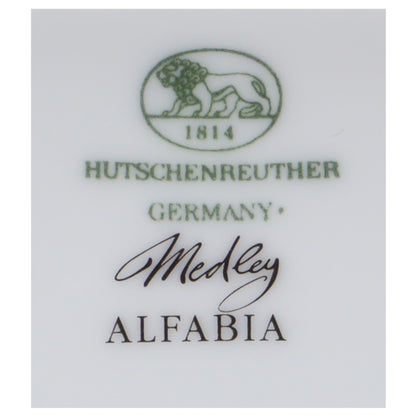 1814
HUTSCHENREUTHER
GERMANY·
Medley
ALFABIA